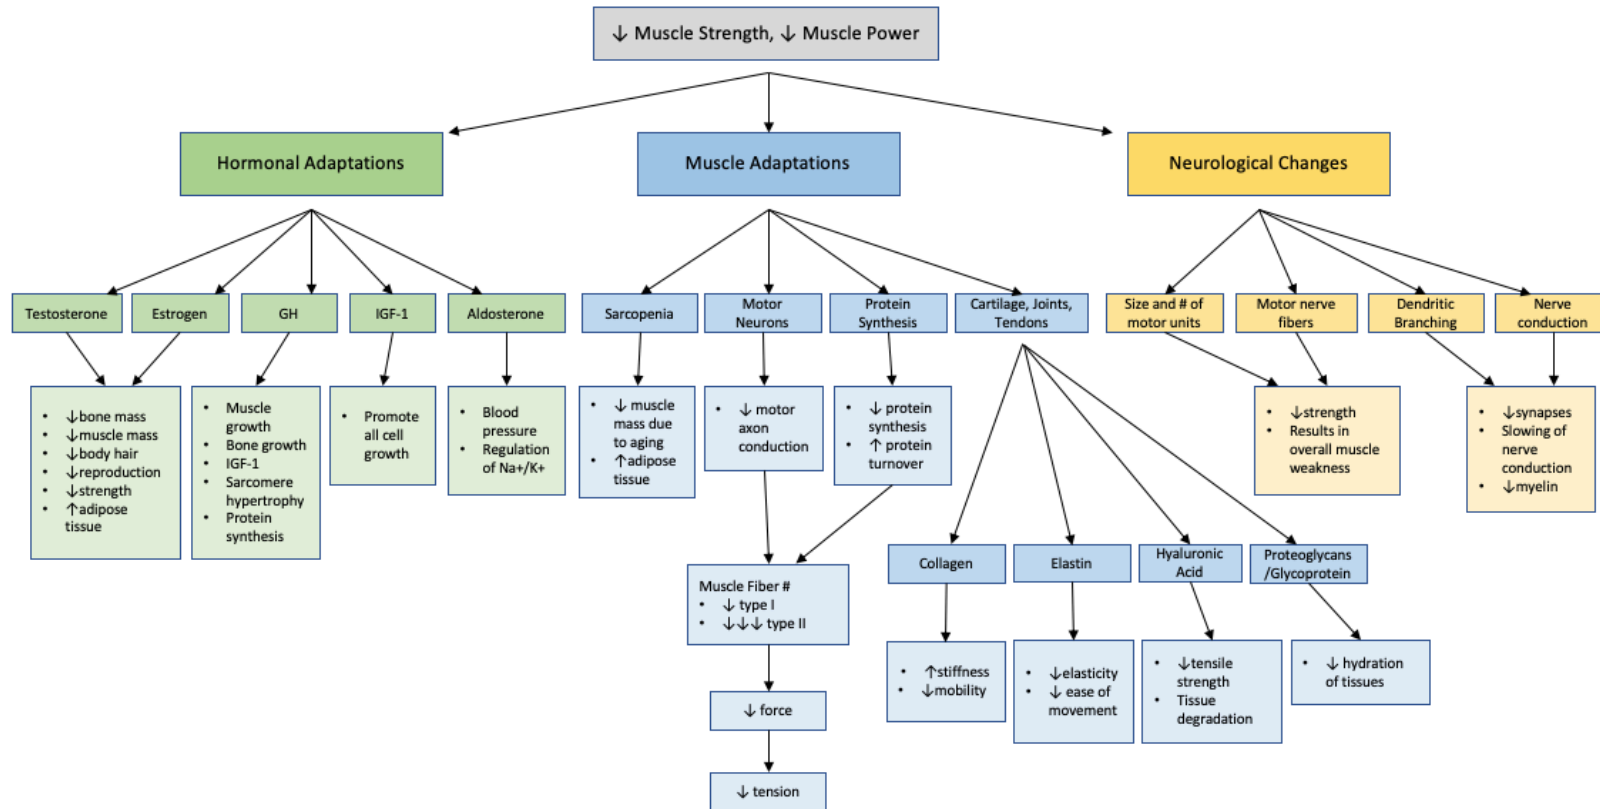 ↓ Muscle Strength, ↓ Muscle Power
Hormonal Adaptations
Muscle Adaptations
Neurological Changes
Testosterone
Estrogen
GH
IGF-1
Aldosterone
Sarcopenia
Motor
Neurons
Protein
Synthesis
Cartilage, Joints,
Tendons
Size and # of
motor units
Motor nerve
fibers
Dendritic
Branching
Nerve
conduction
• ↓bone mass
• ↓muscle mass
• ↓body hair
• ↓reproduction
• ↓strength
• ↑adipose
tissue
• Muscle
growth
• Bone growth
• IGF-1
• Sarcomere
hypertrophy
• Protein
synthesis
• Promote
all cell
growth
• Blood
pressure
• Regulation
of Na+/K+
• ↓ muscle
mass due
to aging
• ↑adipose
tissue
• ↓ motor
axon
conduction
• ↓ protein
synthesis
• ↑ protein
turnover
• ↓strength
• Results in
overall muscle
weakness
• ↓synapses
• Slowing of
nerve
conduction
• ↓myelin
Muscle Fiber #
• ↓ type I
• ↓↓↓ type II
↓ force
↓ tension
Collagen
Elastin
Hyaluronic
Acid
Proteoglycans
/Glycoprotein
• ↑stiffness
• ↓mobility
• ↓elasticity
• ↓ ease of
movement
• ↓tensile
strength
• Tissue
degradation
• ↓ hydration
of tissues